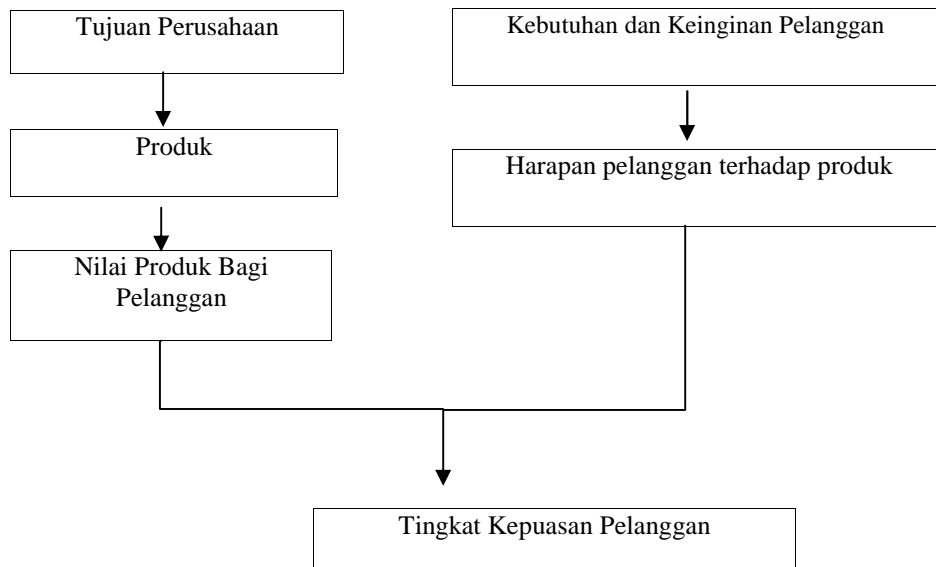 Tujuan Perusahaan
Kebutuhan dan Keinginan Pelanggan
Produk
Harapan pelanggan terhadap produk
Nilai Produk Bagi
Pelanggan
Tingkat Kepuasan Pelanggan